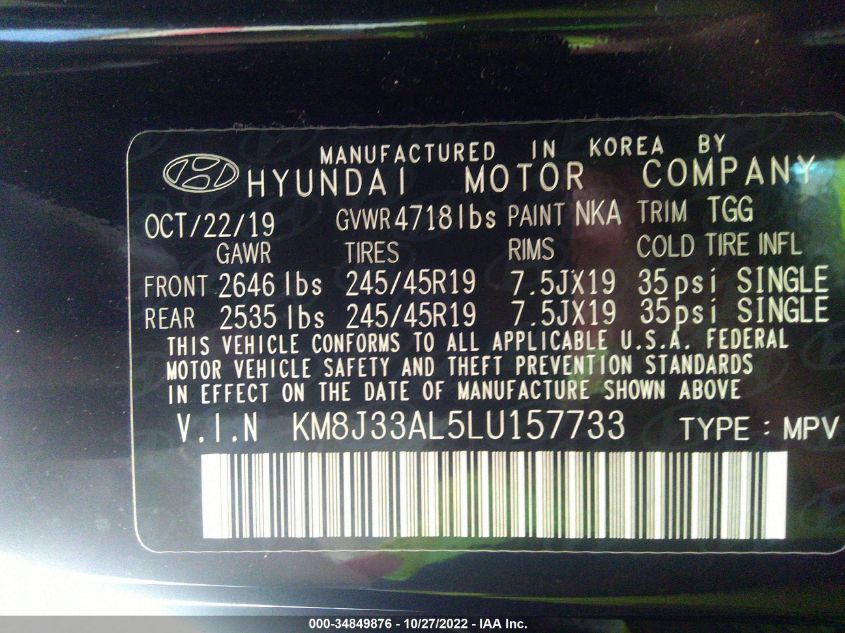 MANUFACTURED IN KOREA BY
HYUNDAI MOTOR COMPANY
OCT/22/19 GVWR 4718lbs PAINT NKA TRIM TGG
GAWR TIRES RIMS COLD TIRE INFL
FRONT 2646 lbs 245/45R19 7.5JX19 35psi SINGLE
REAR 2535 lbs 245/45R19 7.5JX19 35psi SINGLE
THIS VEHICLE CONFORMS TO ALL APPLICABLE U.S.A. FEDERAL
MOTOR VEHICLE SAFETY AND THEFT PREVENTION STANDARDS
IN EFFECT ON THE DATE OF MANUFACTURE SHOWN ABOVE
V.I.N KM8J33AL5LU157733 TYPE : MPV
000-34849876 - 10/27/2022 - IAA Inc.